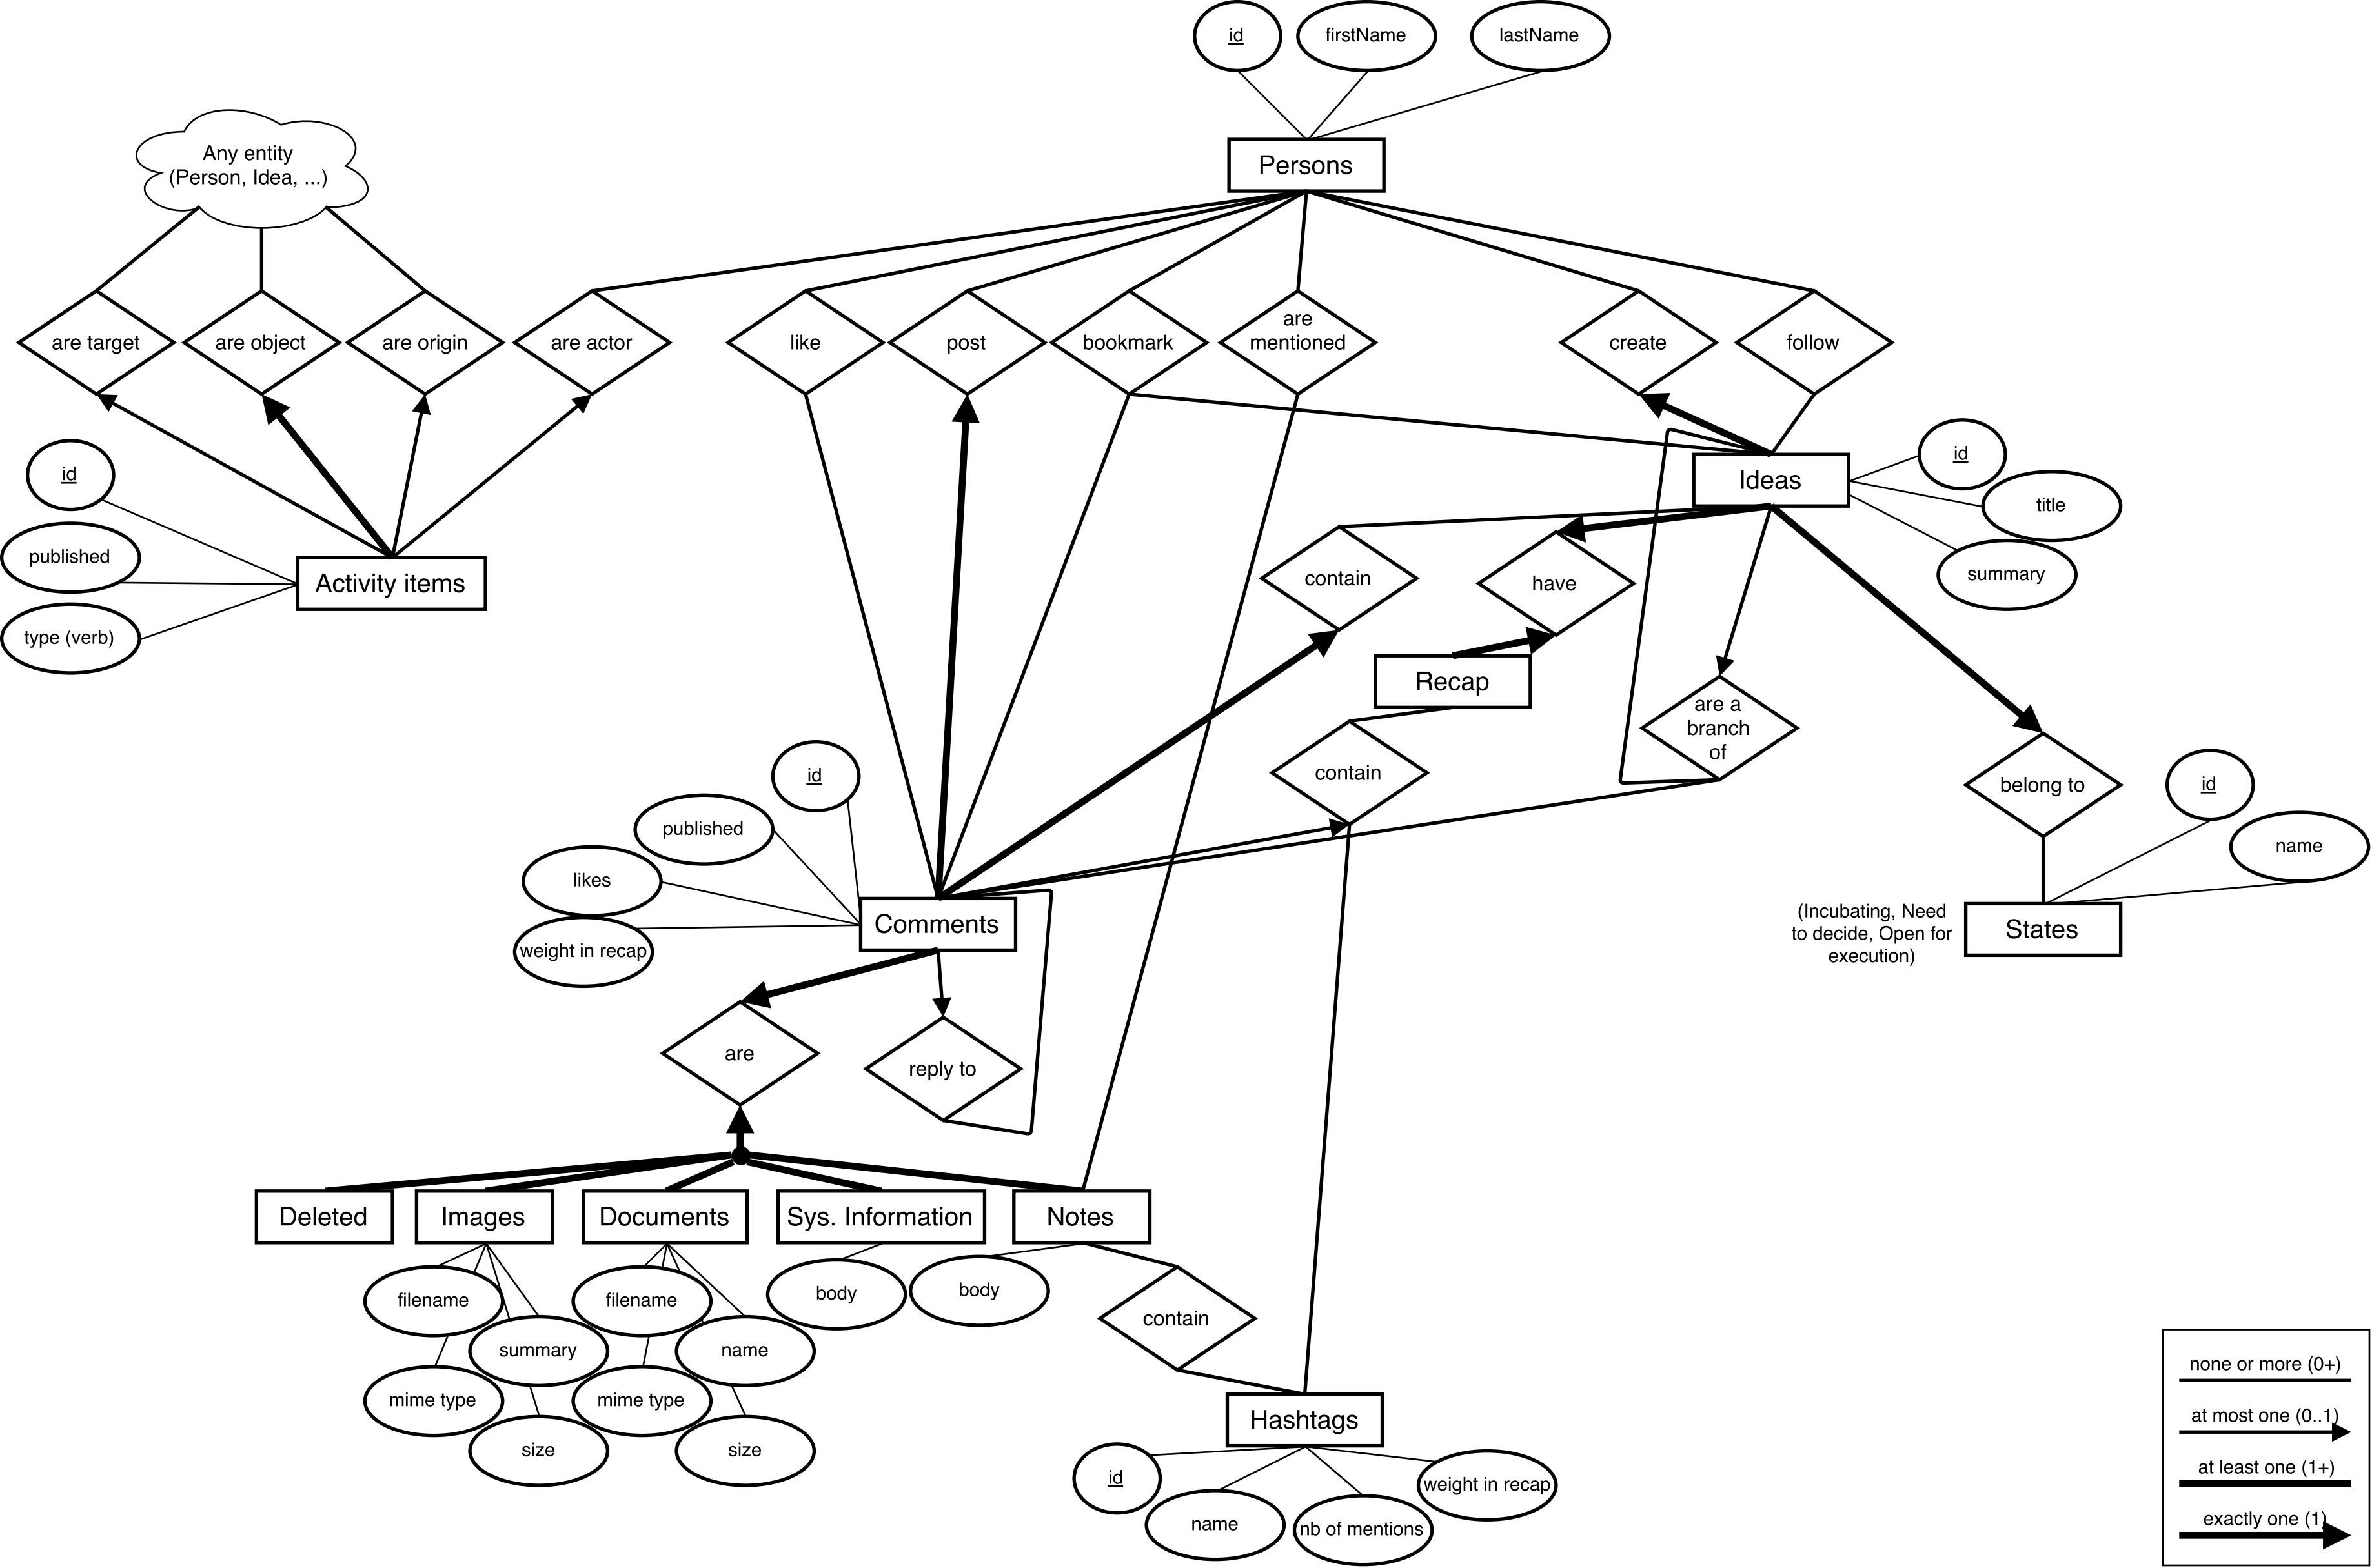 id
firstName
lastName
Any entity
(Person, Idea, ...)
Persons
are target
are object
are origin
are actor
like
post
bookmark
are
mentioned
create
follow
id
published
type (verb)
Activity items
Ideas
id
title
summary
contain
have
Recap
are a
branch
of
contain
belong to
id
name
(Incubating, Need
to decide, Open for
execution)
States
id
published
likes
weight in recap
Comments
are
reply to
Deleted
Images
Documents
Sys. Information
Notes
filename
summary
mime type
size
filename
name
mime type
size
body
body
contain
Hashtags
id
name
nb of mentions
weight in recap
none or more (0+)
at most one (0..1)
at least one (1+)
exactly one (1)